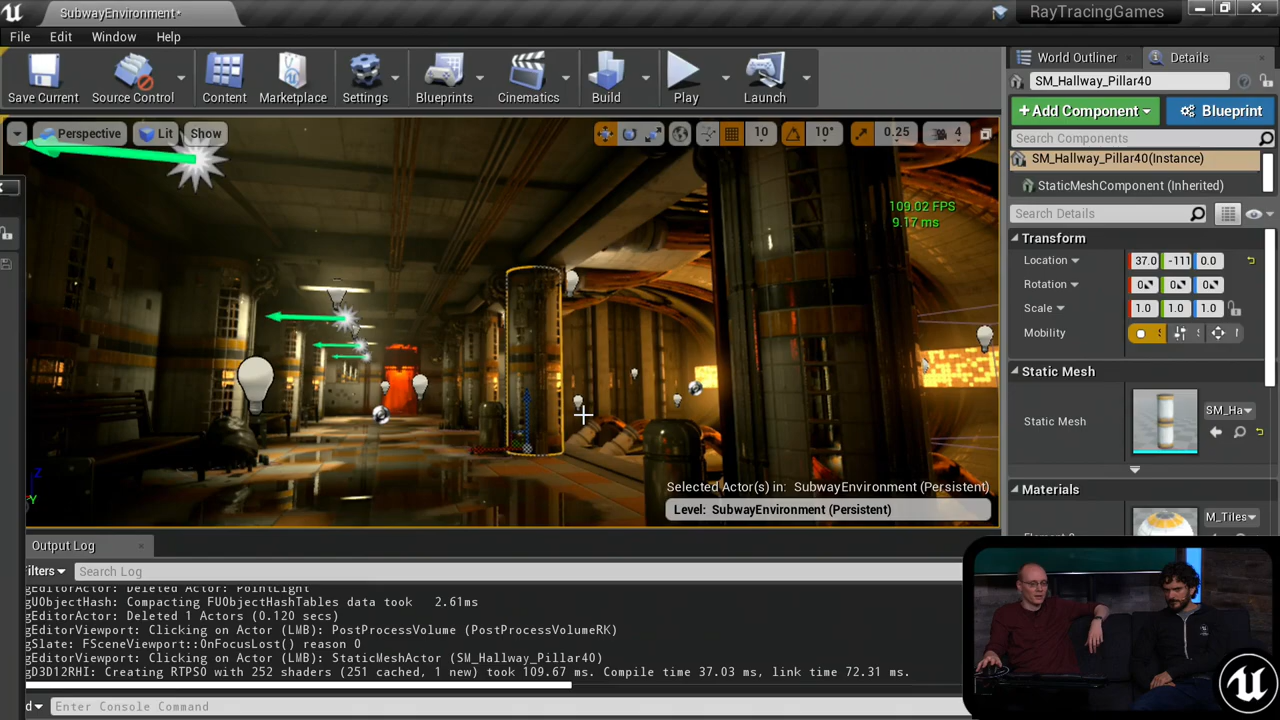 SubwayEnvironment*
RayTracingGames
File Edit Window Help
World Outliner
Details
Save Current
Source Control
Content
Marketplace
Settings
Blueprints
Cinematics
Build
Play
Launch
SM_Hallway_Pillar40
+Add Component
Blueprint
Search Components
SM_Hallway_Pillar40(Instance)
StaticMeshComponent (Inherited)
Search Details
Perspective
Lit
Show
10
10°
0.25
4
109.02 FPS
9.17 ms
Transform
Location 37.0 -111 0.0
Rotation 0 0 0
Scale 1.0 1.0 1.0
Mobility
Static Mesh
Static Mesh
SM_Ha
Materials
M_Tiles
Selected Actor(s) in: SubwayEnvironment (Persistent)
Level: SubwayEnvironment (Persistent)
Z
Y
Output Log
ilters
Search Log
gEditorActor: Deleted Actor: PointLight
gUObjectHash: Compacting FUObjectHashTables data took 2.61ms
gEditorActor: Deleted 1 Actors (0.120 secs)
gEditorViewport: Clicking on Actor (LMB): PostProcessVolume (PostProcessVolumeRK)
gSlate: FSceneViewport::OnFocusLost() reason 0
gEditorViewport: Clicking on Actor (LMB): StaticMeshActor (SM_Hallway_Pillar40)
gD3D12RHI: Creating RTPSO with 252 shaders (251 cached, 1 new) took 109.67 ms. Compile time 37.03 ms, link time 72.31 ms.
d
Enter Console Command